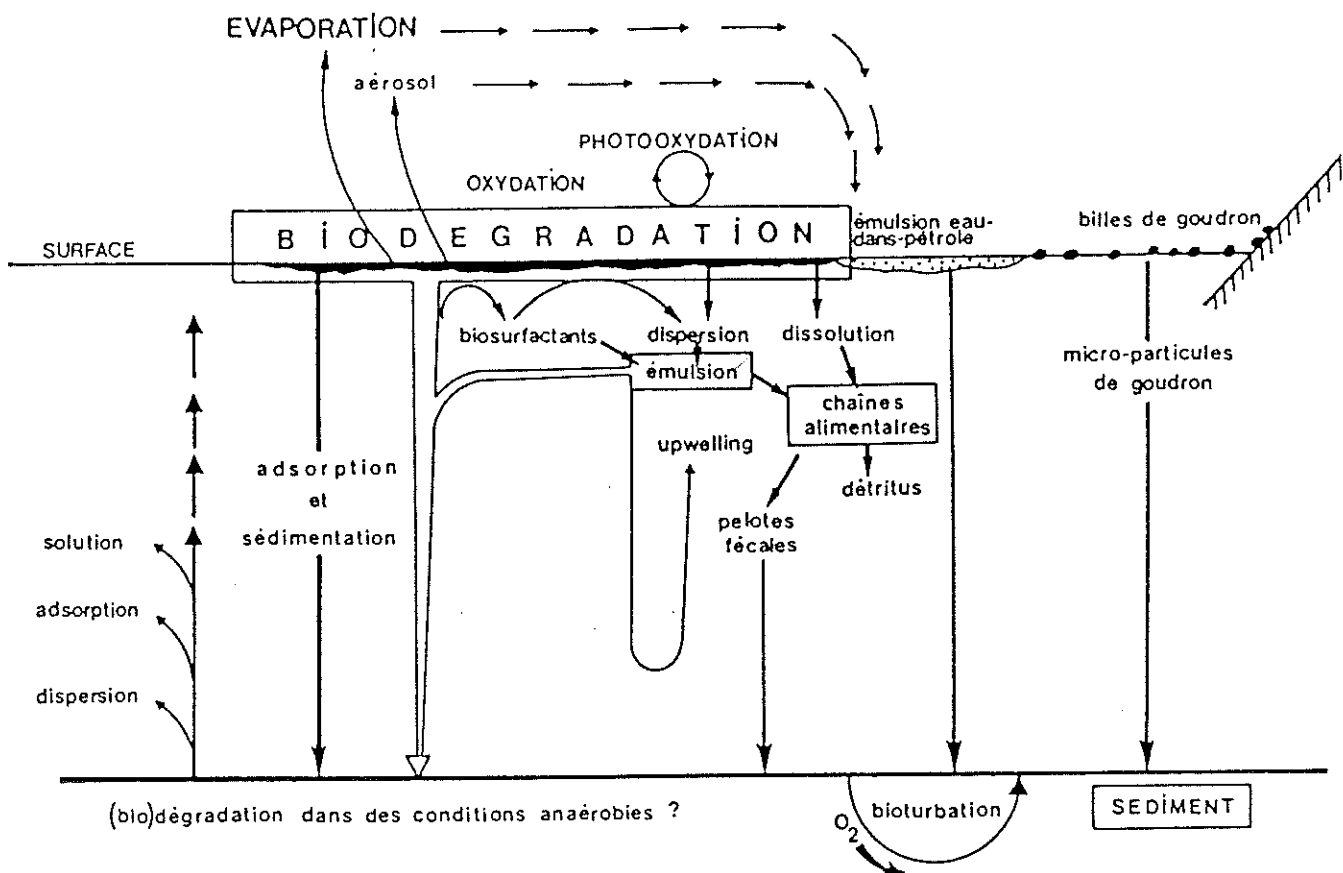 EVAPORATION
aérosol
PHOTOOXYDATION
OXYDATION
BIODEGRADATION
SURFACE
émulsion eau-
dans-pétrole
billes de goudron
biosurfactants
dispersion
dissolution
émulsion
chaînes
alimentaires
micro-particules
de goudron
upwelling
détritus
adsorption
et
sédimentation
pelotes
fécales
solution
adsorption
dispersion
(bio)dégradation dans des conditions anaérobies ?
bioturbation
O2
SEDIMENT